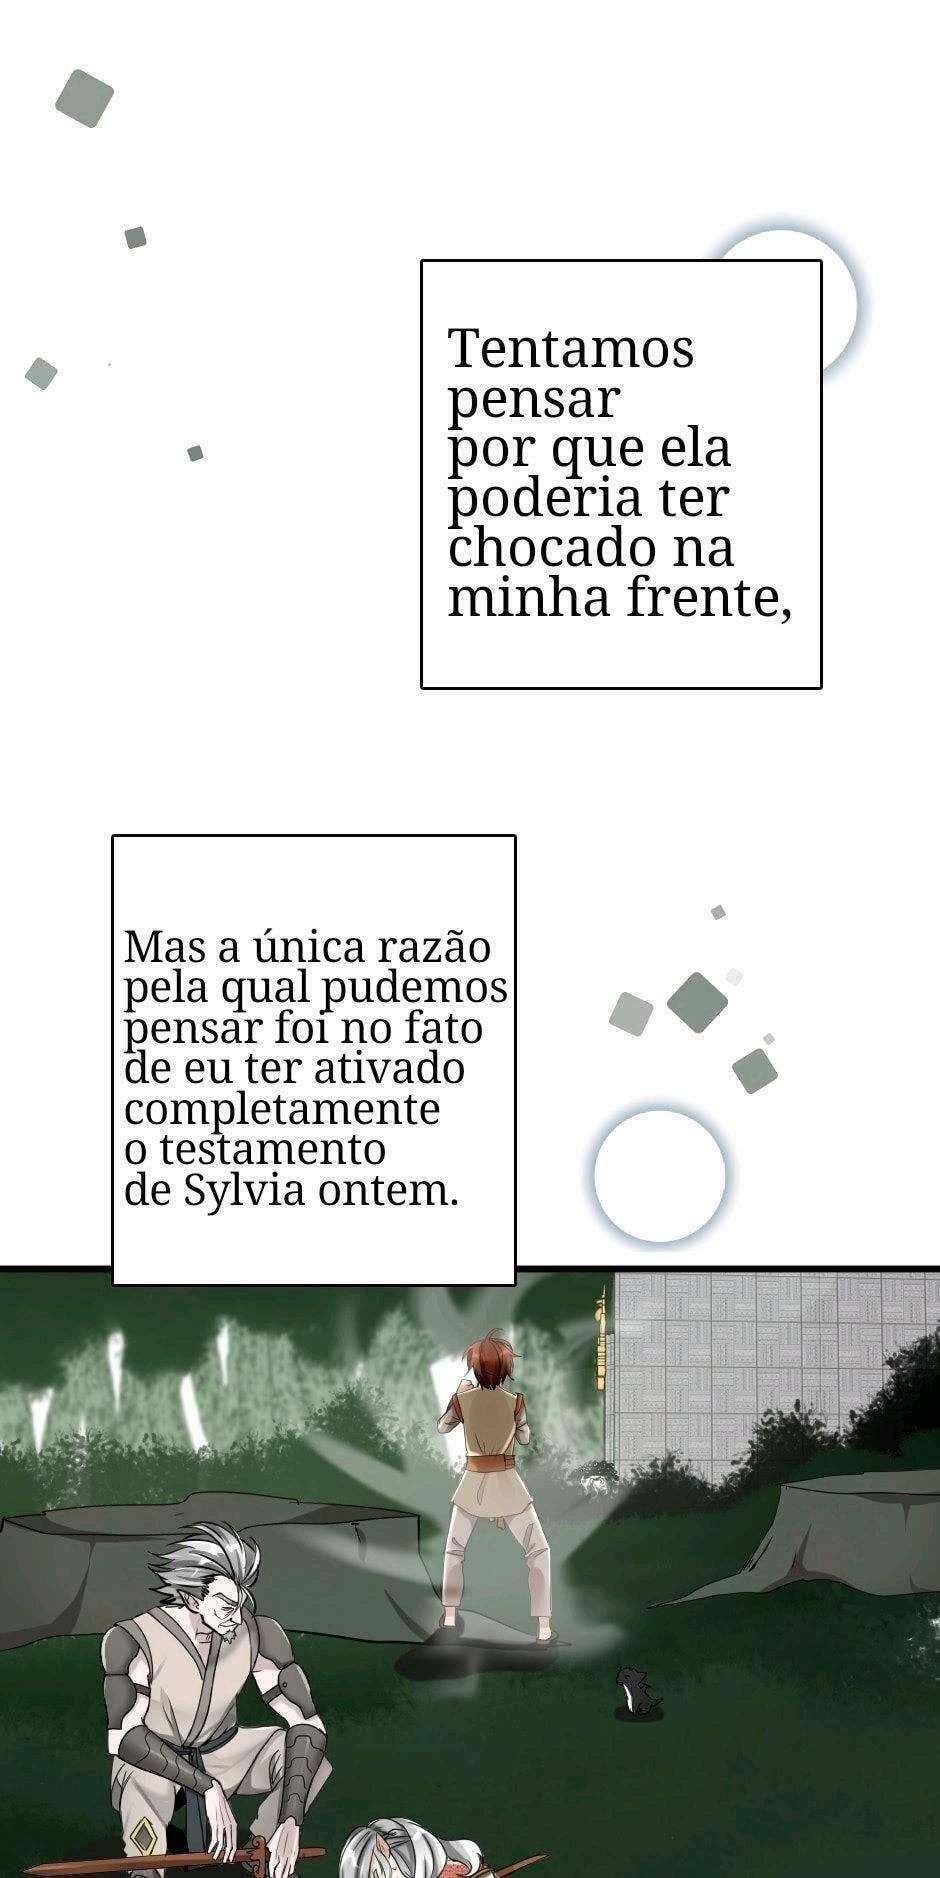 Tentamos
pensar
por que ela
poderia ter
chocado na
minha frente,
Mas a única razão
pela qual pudemos
pensar foi no fato
de eu ter ativado
completamente
o testamento
de Sylvia ontem.